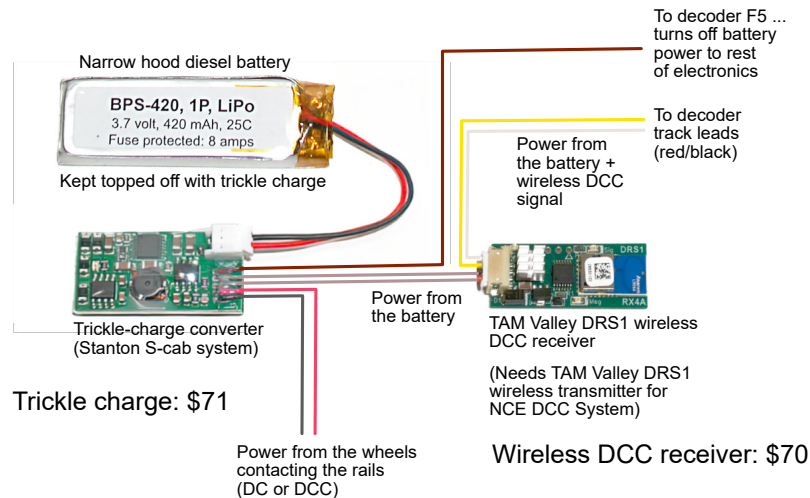 To decoder F5 ...
turns off battery
power to rest
of electronics
Narrow hood diesel battery
BPS-420, 1P, LiPo
3.7 volt, 420 mAh, 25C
Fuse protected: 8 amps
To decoder
track leads
(red/black)
Power from
the battery +
wireless DCC
signal
Kept topped off with trickle charge
DRS1
Sig
D1
Msg
RX4A
Power from
the battery
Trickle-charge converter
(Stanton S-cab system)
TAM Valley DRS1 wireless
DCC receiver
(Needs TAM Valley DRS1
wireless transmitter for
NCE DCC System)
Trickle charge: $71
Power from the wheels
contacting the rails
(DC or DCC)
Wireless DCC receiver: $70